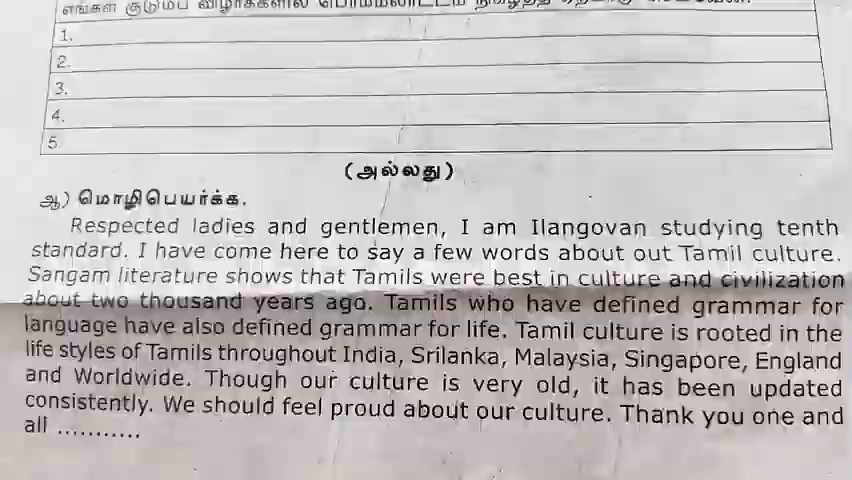 எங்கள் குடும்ப விழாக்களில்
1.
2.
3.
4.
5.
(அல்லது)
ஆ) மொழிபெயர்க்க.
Respected ladies and gentlemen, I am Ilangovan studying tenth
standard. I have come here to say a few words about out Tamil culture.
Sangam literature shows that Tamils were best in culture and civilization
about two thousand years ago. Tamils who have defined grammar for
language have also defined grammar for life. Tamil culture is rooted in the
life styles of Tamils throughout India, Srilanka, Malaysia, Singapore, England
and Worldwide. Though our culture is very old, it has been updated
consistently. We should feel proud about our culture. Thank you one and
all ...........